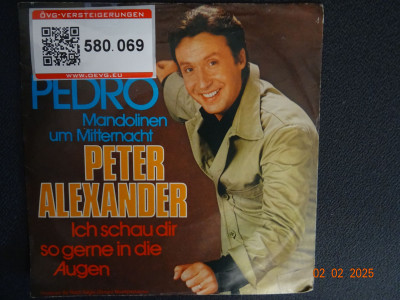 ÖVG-VERSTEIGERUNGEN
580.069
WWW.OEVG.EU
PEDRO
Mandolinen
um Mitternacht
PETER
ALEXANDER
Ich schau dir
so gerne in die
Augen
02 02 2025